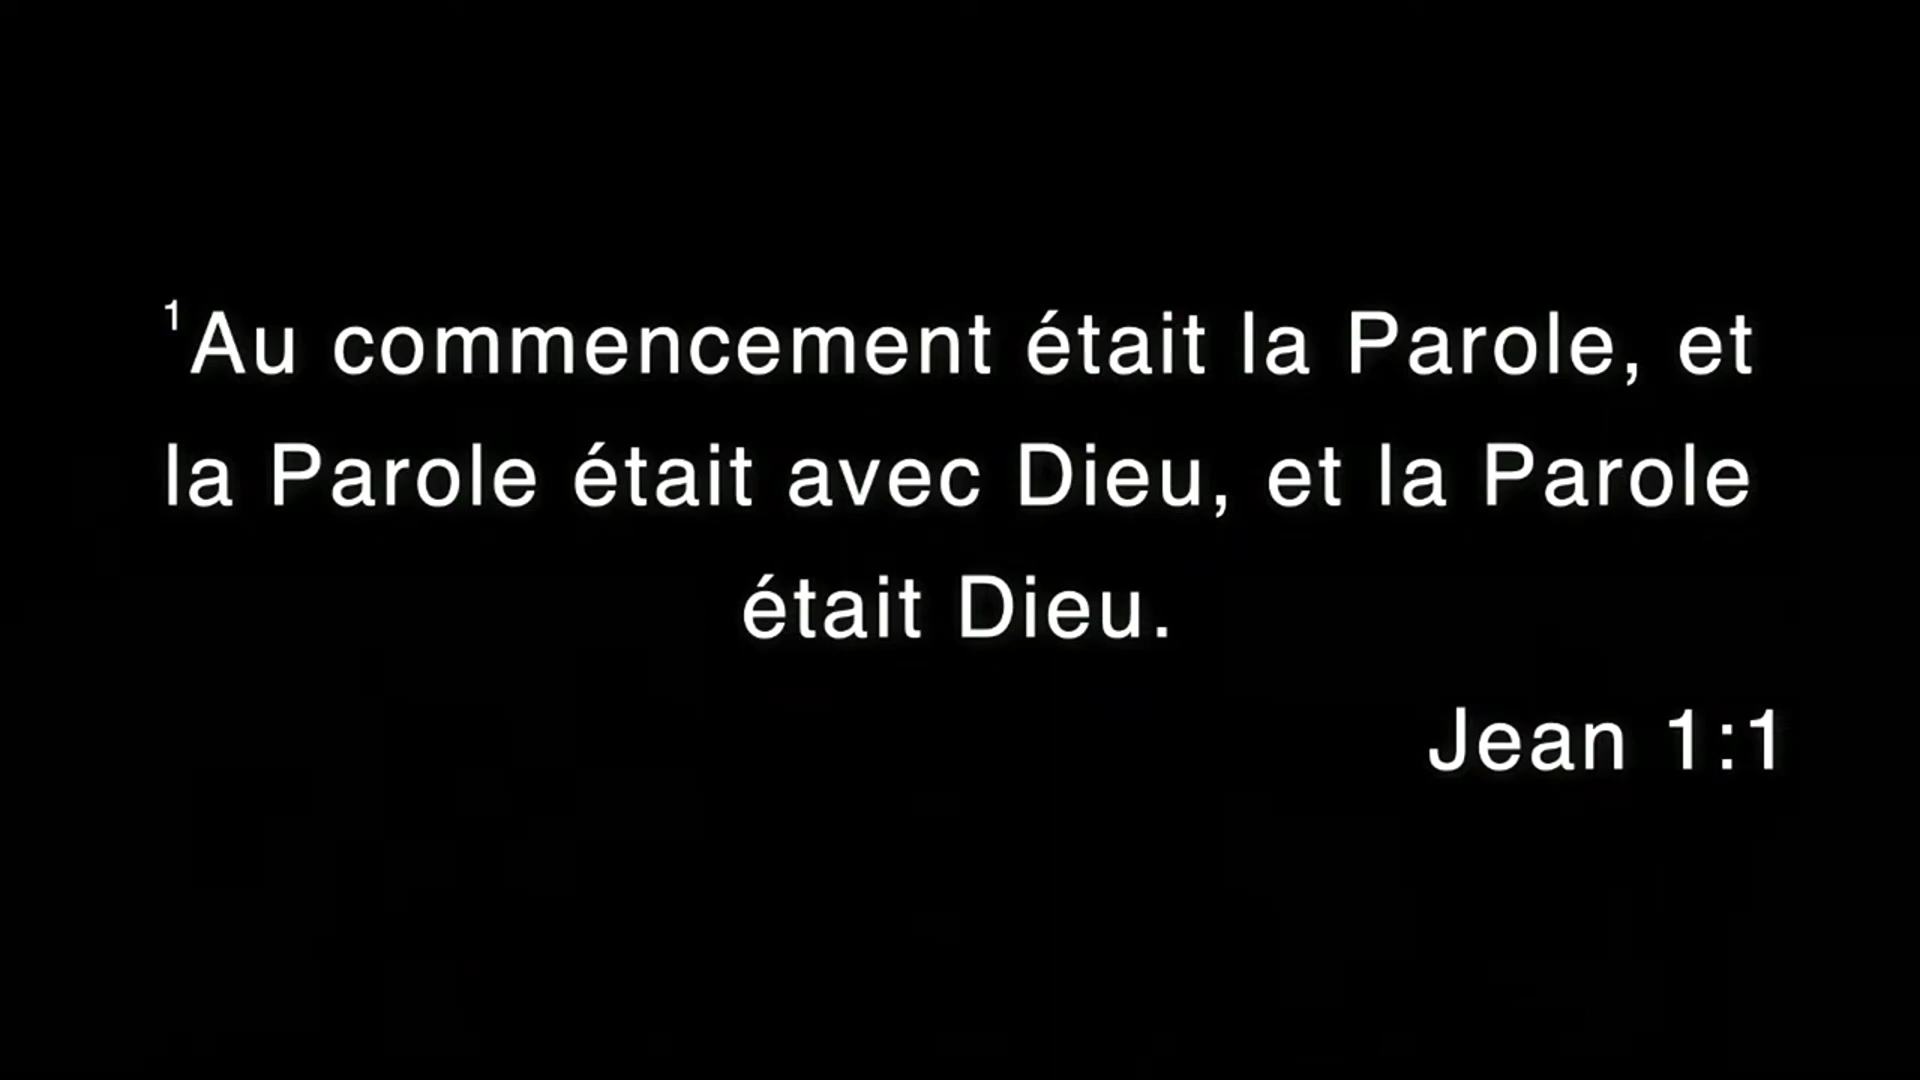 ¹Au commencement était la Parole, et
la Parole était avec Dieu, et la Parole
était Dieu.
Jean 1:1